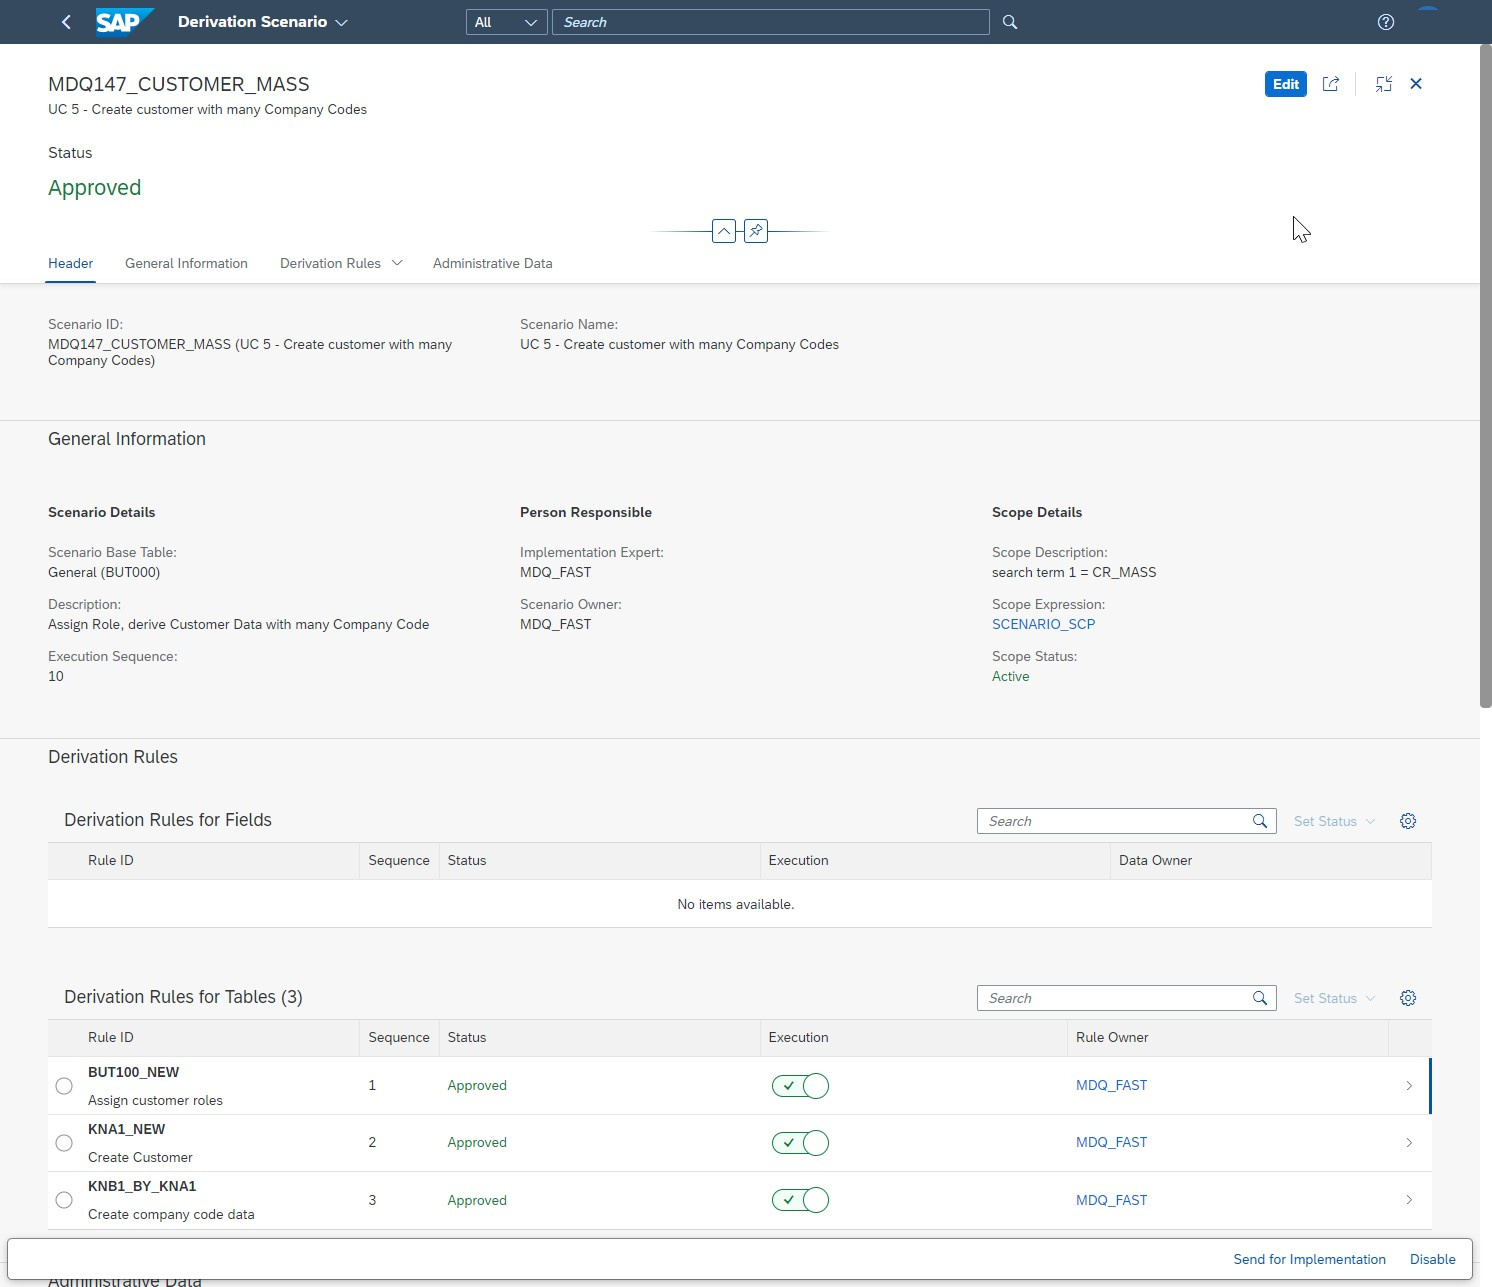 SAP Derivation Scenario All Search
MDQ147_CUSTOMER_MASS
Edit
UC 5 - Create customer with many Company Codes
Status
Approved
Header General Information Derivation Rules Administrative Data
Scenario ID: Scenario Name:
MDQ147_CUSTOMER_MASS (UC 5 - Create customer with many UC 5 - Create customer with many Company Codes
Company Codes)
General Information
Scenario Details Person Responsible Scope Details
Scenario Base Table: Implementation Expert: Scope Description:
General (BUT000) MDQ_FAST search term 1 = CR_MASS
Description: Scenario Owner: Scope Expression:
Assign Role, derive Customer Data with many Company Code MDQ_FAST SCENARIO_SCP
Execution Sequence: Scope Status:
10 Active
Derivation Rules
Derivation Rules for Fields Search Set Status
Rule ID Sequence Status Execution Data Owner
No items available.
Derivation Rules for Tables (3) Search Set Status
Rule ID Sequence Status Execution Rule Owner
BUT100_NEW
1 Approved MDQ_FAST
Assign customer roles
KNA1_NEW
2 Approved MDQ_FAST
Create Customer
KNB1_BY_KNA1
3 Approved MDQ_FAST
Create company code data
Send for Implementation Disable
Administrative Data